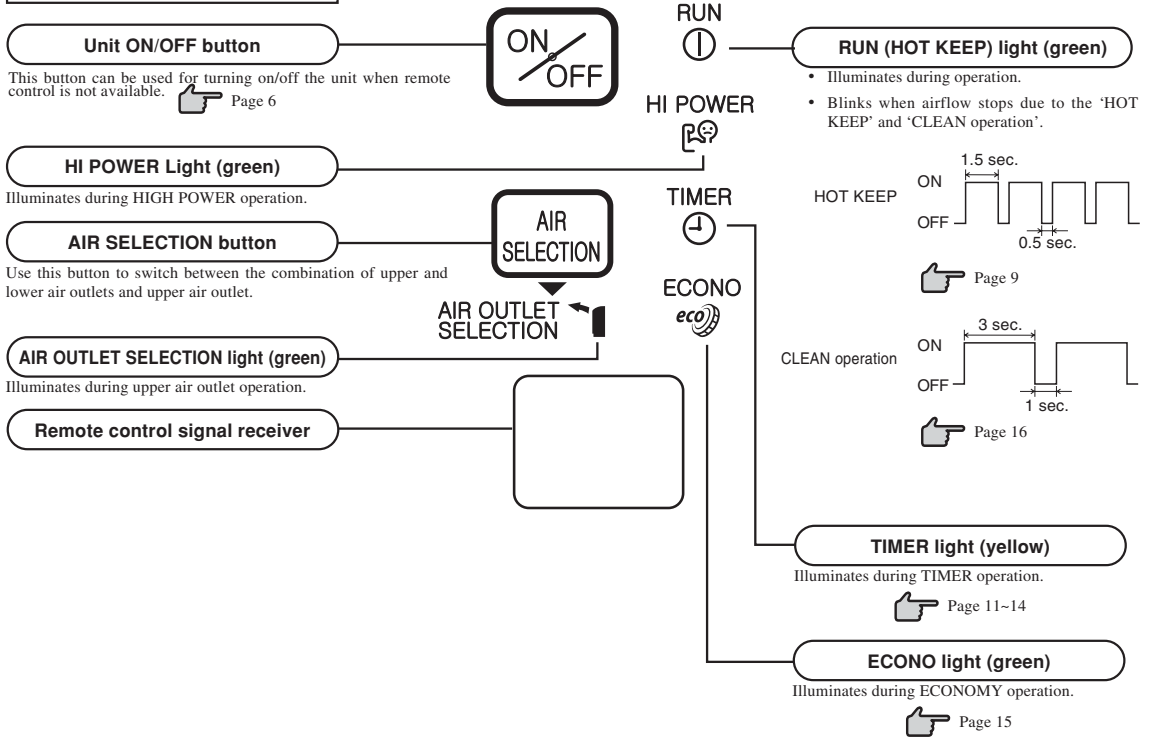 Unit ON/OFF button
This button can be used for turning on/off the unit when remote
control is not available.
Page 6
HI POWER Light (green)
Illuminates during HIGH POWER operation.
AIR SELECTION button
Use this button to switch between the combination of upper and
lower air outlets and upper air outlet.
AIR OUTLET SELECTION light (green)
Illuminates during upper air outlet operation.
Remote control signal receiver
ON
OFF
AIR
SELECTION
AIR OUTLET
SELECTION
RUN
HI POWER
TIMER
ECONO
eco
RUN (HOT KEEP) light (green)
• Illuminates during operation.
• Blinks when airflow stops due to the ‘HOT
KEEP’ and ‘CLEAN operation’.
1.5 sec.
ON
HOT KEEP
OFF
0.5 sec.
Page 9
3 sec.
ON
CLEAN operation
OFF
1 sec.
Page 16
TIMER light (yellow)
Illuminates during TIMER operation.
Page 11~14
ECONO light (green)
Illuminates during ECONOMY operation.
Page 15